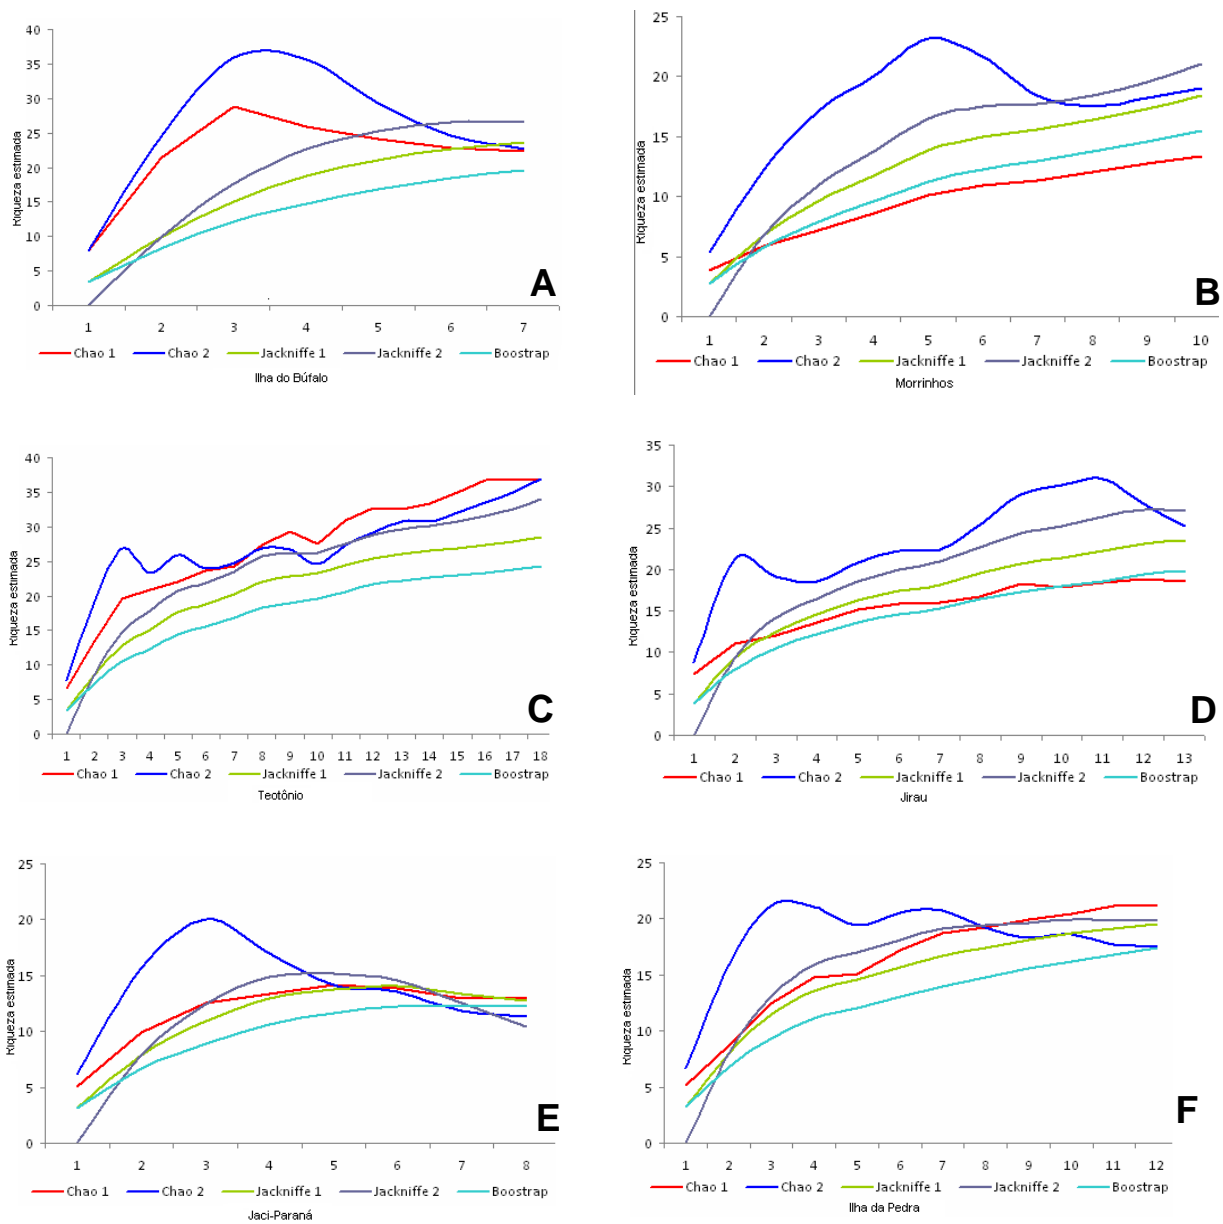 40
35
30
25
20
15
10
5
0
Riqueza estimada
A
1 2 3 4 5 6 7
Chao 1 Chao 2 Jackniffe 1 Jackniffe 2 Boostrap
Ilha do Búfalo
25
20
15
10
5
0
Riqueza estimada
B
1 2 3 4 5 6 7 8 9 10
Chao 1 Chao 2 Jackniffe 1 Jackniffe 2 Boostrap
Morrinhos
40
35
30
25
20
15
10
5
0
Riqueza estimada
C
1 2 3 4 5 6 7 8 9 10 11 12 13 14 15 16 17 18
Chao 1 Chao 2 Jackniffe 1 Jackniffe 2 Boostrap
Teotônio
35
30
25
20
15
10
5
0
Riqueza estimada
D
1 2 3 4 5 6 7 8 9 10 11 12 13
Chao 1 Chao 2 Jackniffe 1 Jackniffe 2 Boostrap
Jirau
25
20
15
10
5
0
Riqueza estimada
E
1 2 3 4 5 6 7 8
Chao 1 Chao 2 Jackniffe 1 Jackniffe 2 Boostrap
Jaci-Paraná
25
20
15
10
5
0
Riqueza estimada
F
1 2 3 4 5 6 7 8 9 10 11 12
Chao 1 Chao 2 Jackniffe 1 Jackniffe 2 Boostrap
Ilha da Pedra